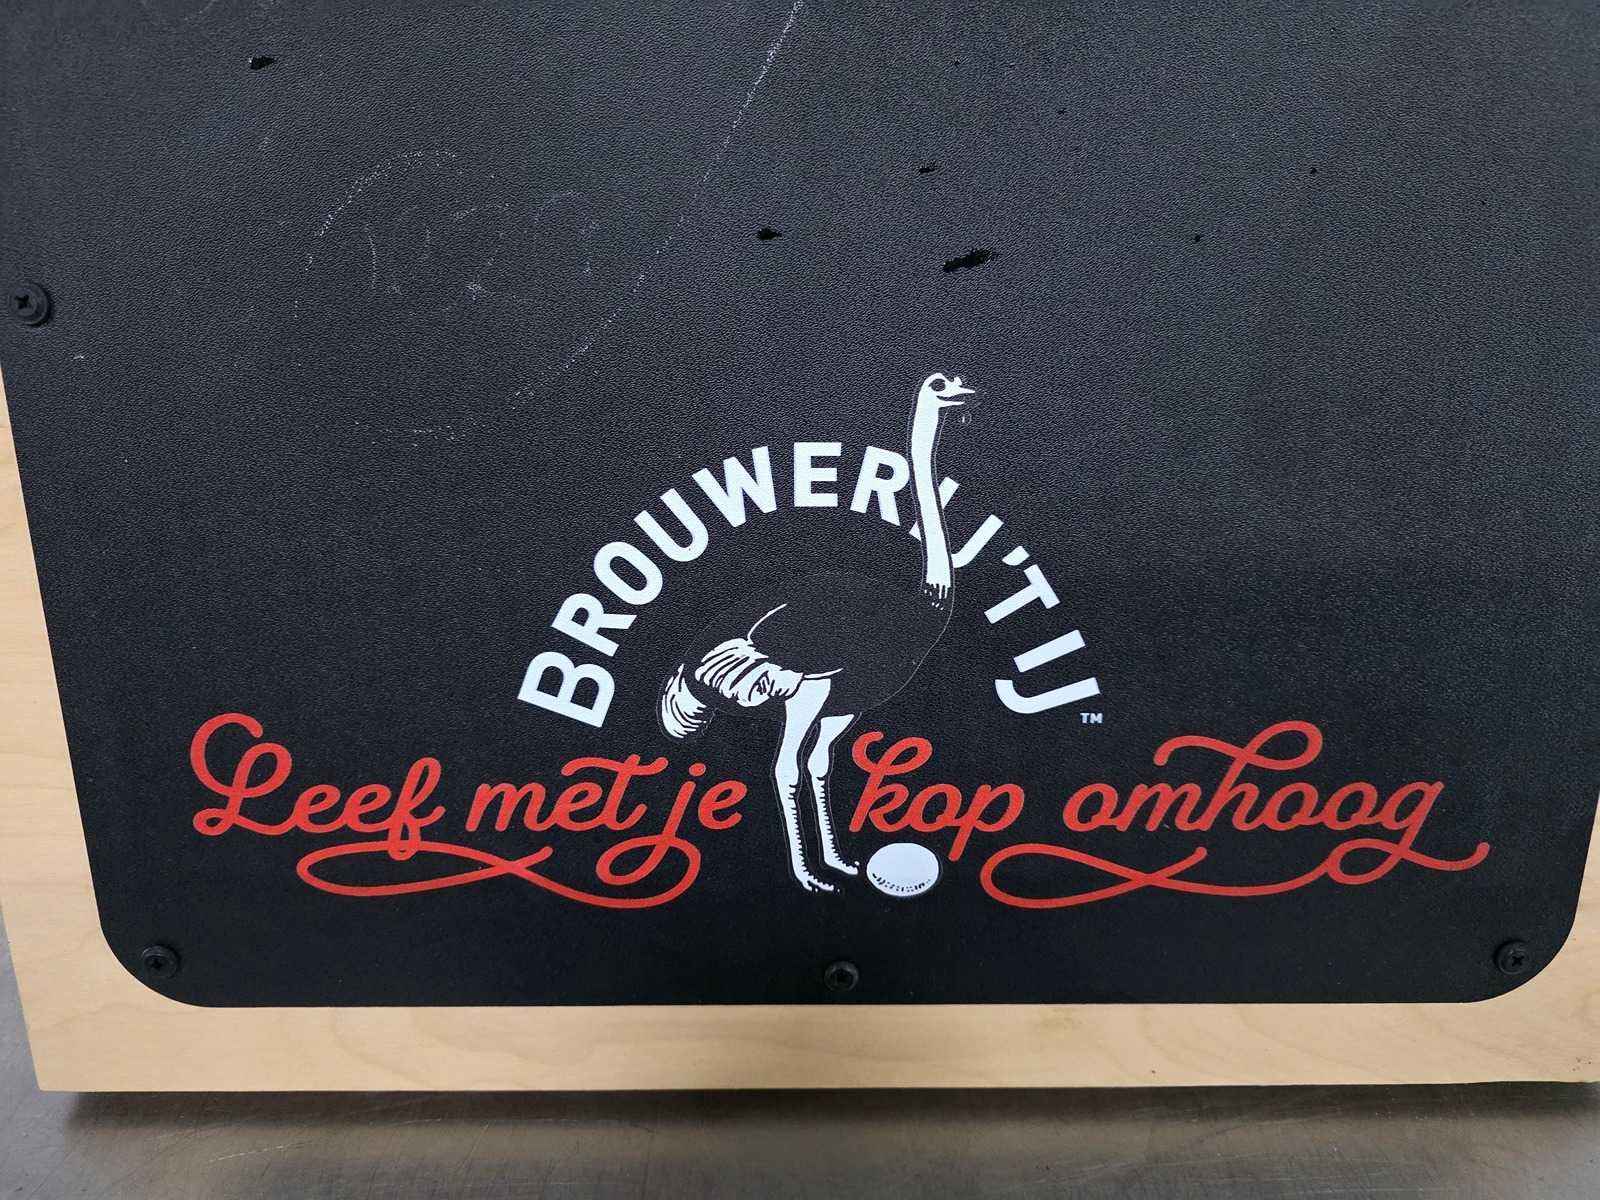 BROUWERIJ'T IJ™
Leef met je kop omhoog